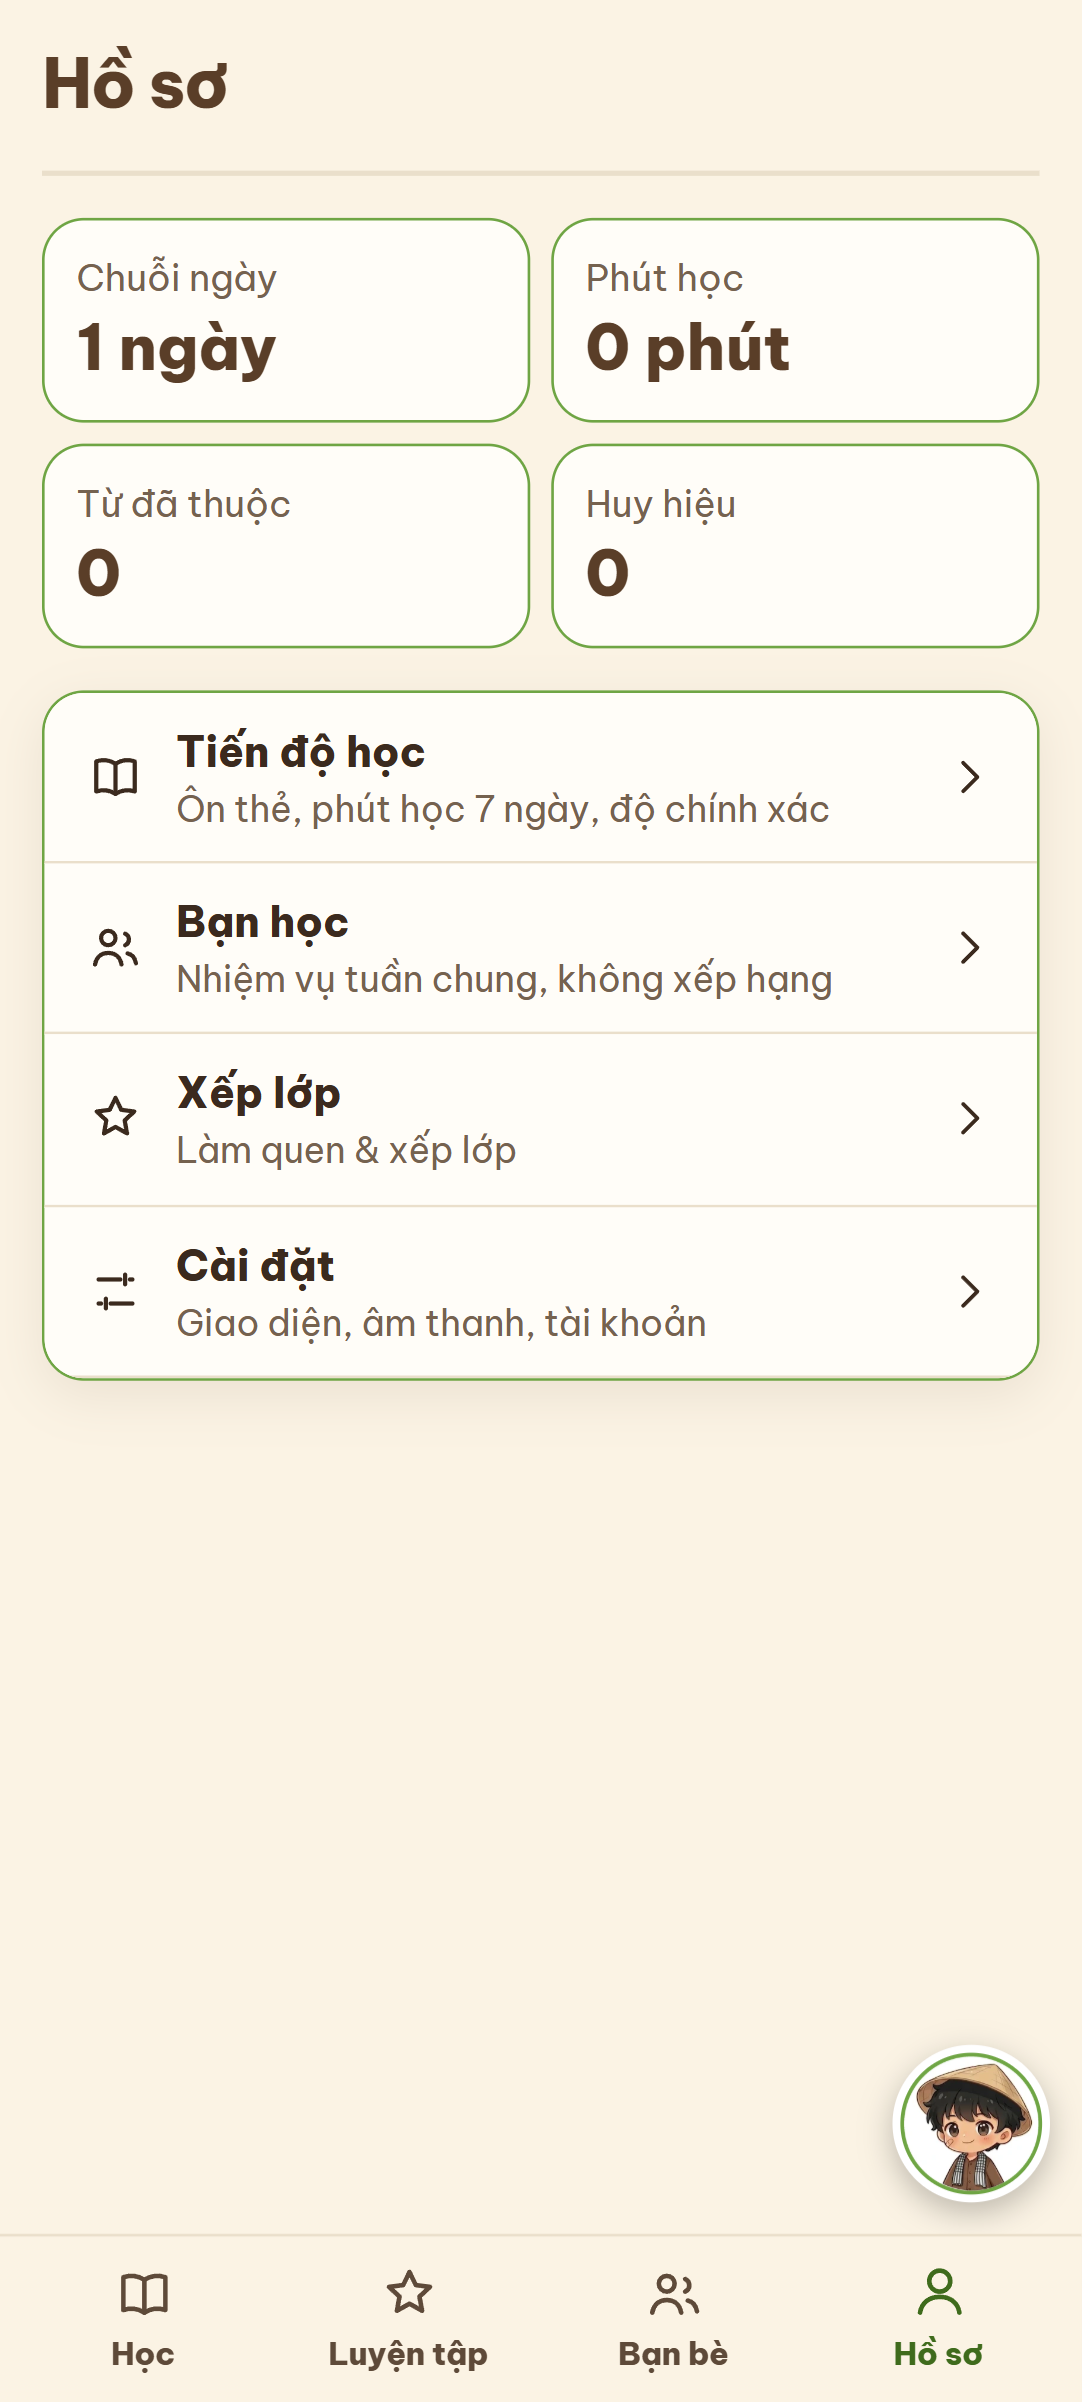 Hồ sơ
Chuỗi ngày
1 ngày
Phút học
0 phút
Từ đã thuộc
0
Huy hiệu
0
Tiến độ học
Ôn thẻ, phút học 7 ngày, độ chính xác
Bạn học
Nhiệm vụ tuần chung, không xếp hạng
Xếp lớp
Làm quen & xếp lớp
Cài đặt
Giao diện, âm thanh, tài khoản
Học
Luyện tập
Bạn bè
Hồ sơ